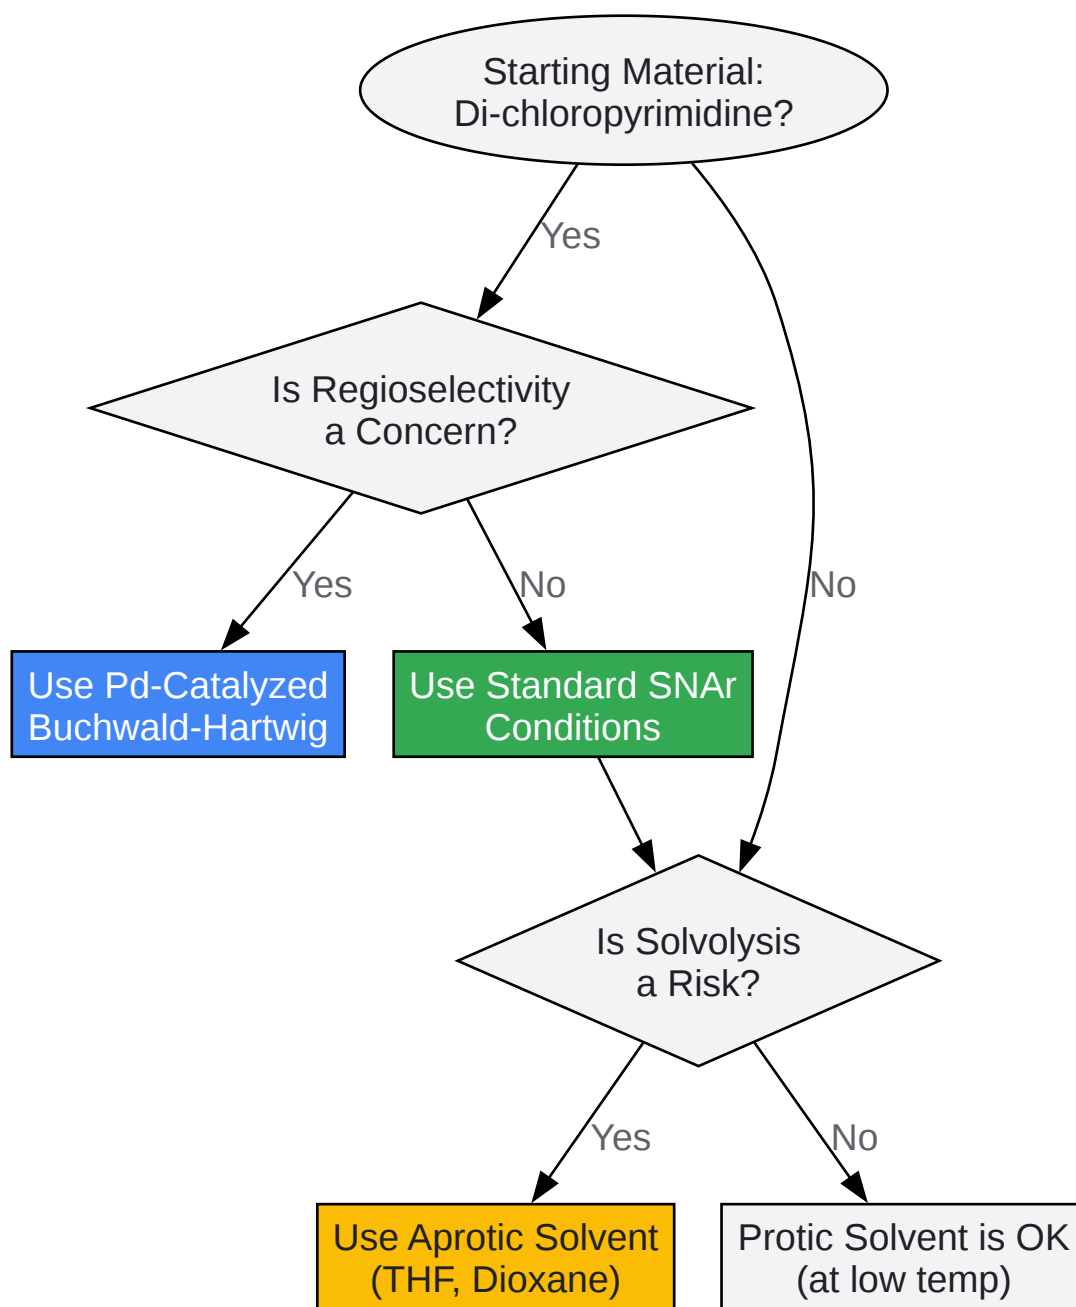 Starting Material:
Di-chloropyrimidine?
Yes
Is Regioselectivity
a Concern?
Yes
No
No
Use Pd-Catalyzed
Buchwald-Hartwig
Use Standard SNAr
Conditions
Is Solvolysis
a Risk?
Yes
No
Use Aprotic Solvent
(THF, Dioxane)
Protic Solvent is OK
(at low temp)